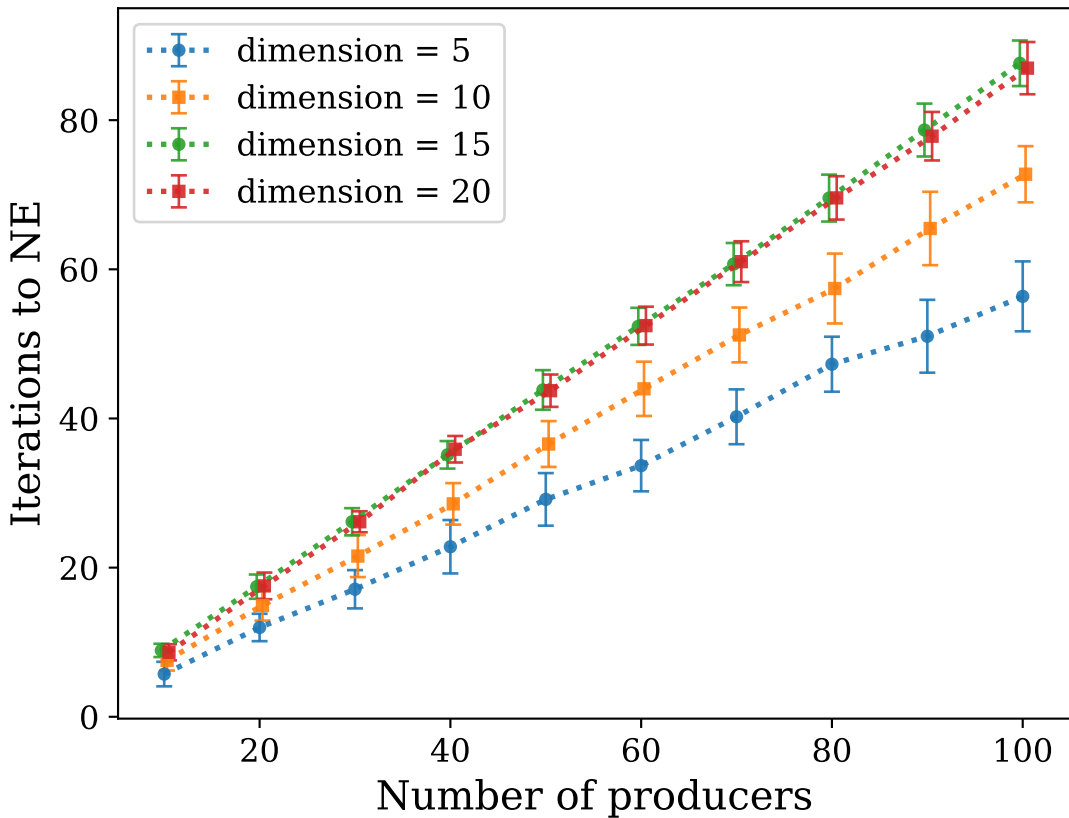 dimension = 5
dimension = 10
dimension = 15
dimension = 20
Iterations to NE
80
60
40
20
0
20 40 60 80 100
Number of producers